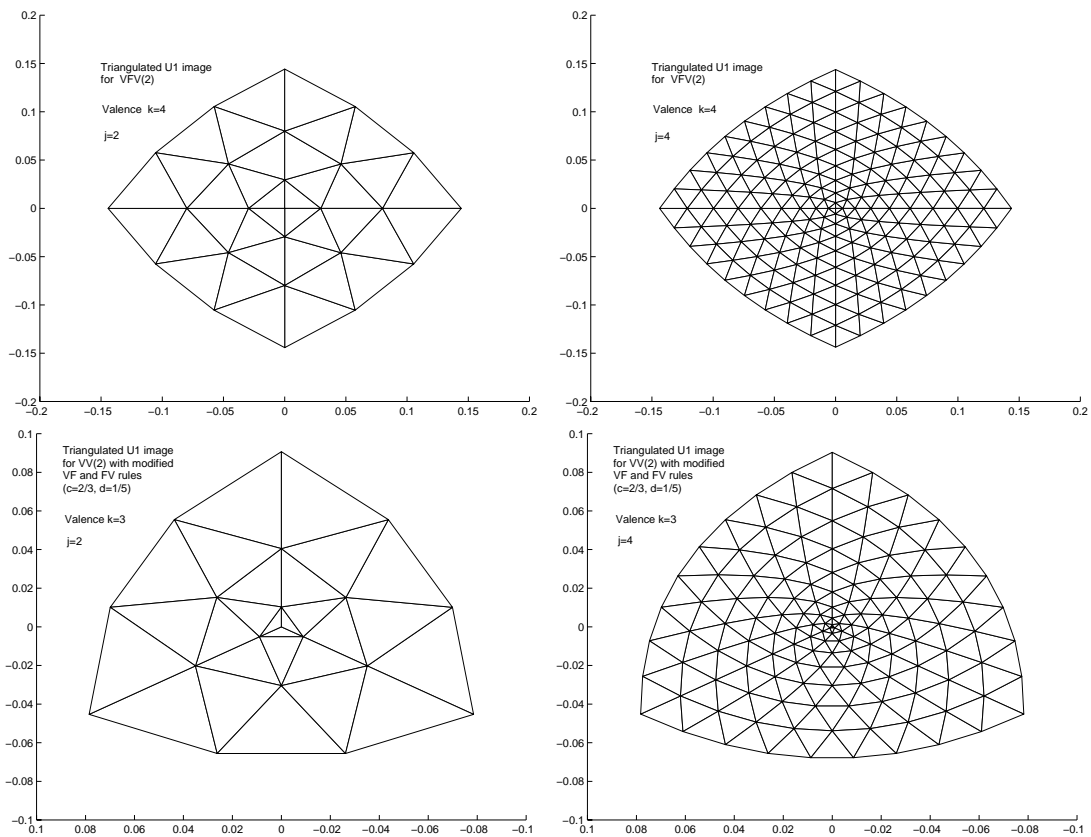 0.2
0.15
0.1
0.05
0
−0.05
−0.1
−0.15
−0.2
Triangulated U1 image
for VFV(2)
Valence k=4
j=2
−0.2 −0.15 −0.1 −0.05 0 0.05 0.1 0.15 0.2
0.2
0.15
0.1
0.05
0
−0.05
−0.1
−0.15
−0.2
Triangulated U1 image
for VFV(2)
Valence k=4
j=4
−0.2 −0.15 −0.1 −0.05 0 0.05 0.1 0.15 0.2
0.1
0.08
0.06
0.04
0.02
0
−0.02
−0.04
−0.06
−0.08
−0.1
Triangulated U1 image
for VV(2) with modified
VF and FV rules
(c=2/3, d=1/5)
Valence k=3
j=2
0.1 0.08 0.06 0.04 0.02 0 −0.02 −0.04 −0.06 −0.08 −0.1
0.1
0.08
0.06
0.04
0.02
0
−0.02
−0.04
−0.06
−0.08
−0.1
Triangulated U1 image
for VV(2) with modified
VF and FV rules
(c=2/3, d=1/5)
Valence k=3
j=4
0.1 0.08 0.06 0.04 0.02 0 −0.02 −0.04 −0.06 −0.08 −0.1